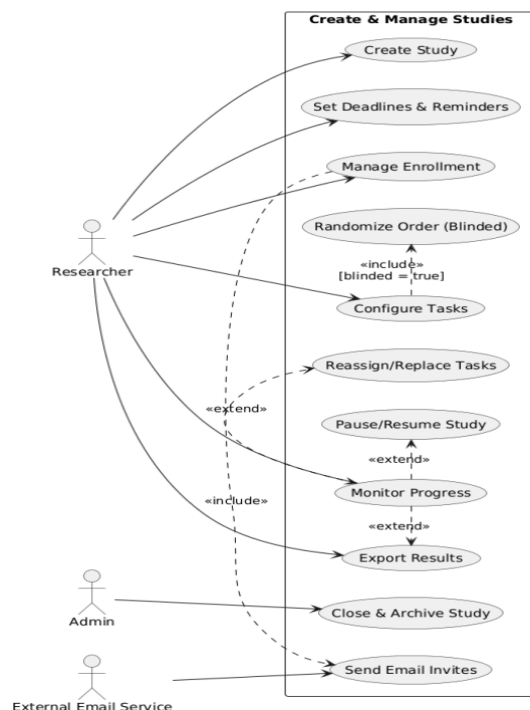 Create & Manage Studies
Create Study
Set Deadlines & Reminders
Manage Enrollment
Randomize Order (Blinded)
«include»
[blinded = true]
Researcher
Configure Tasks
Reassign/Replace Tasks
«extend»
Pause/Resume Study
«extend»
Monitor Progress
«include»
«extend»
Export Results
Close & Archive Study
Admin
Send Email Invites
External Email Service